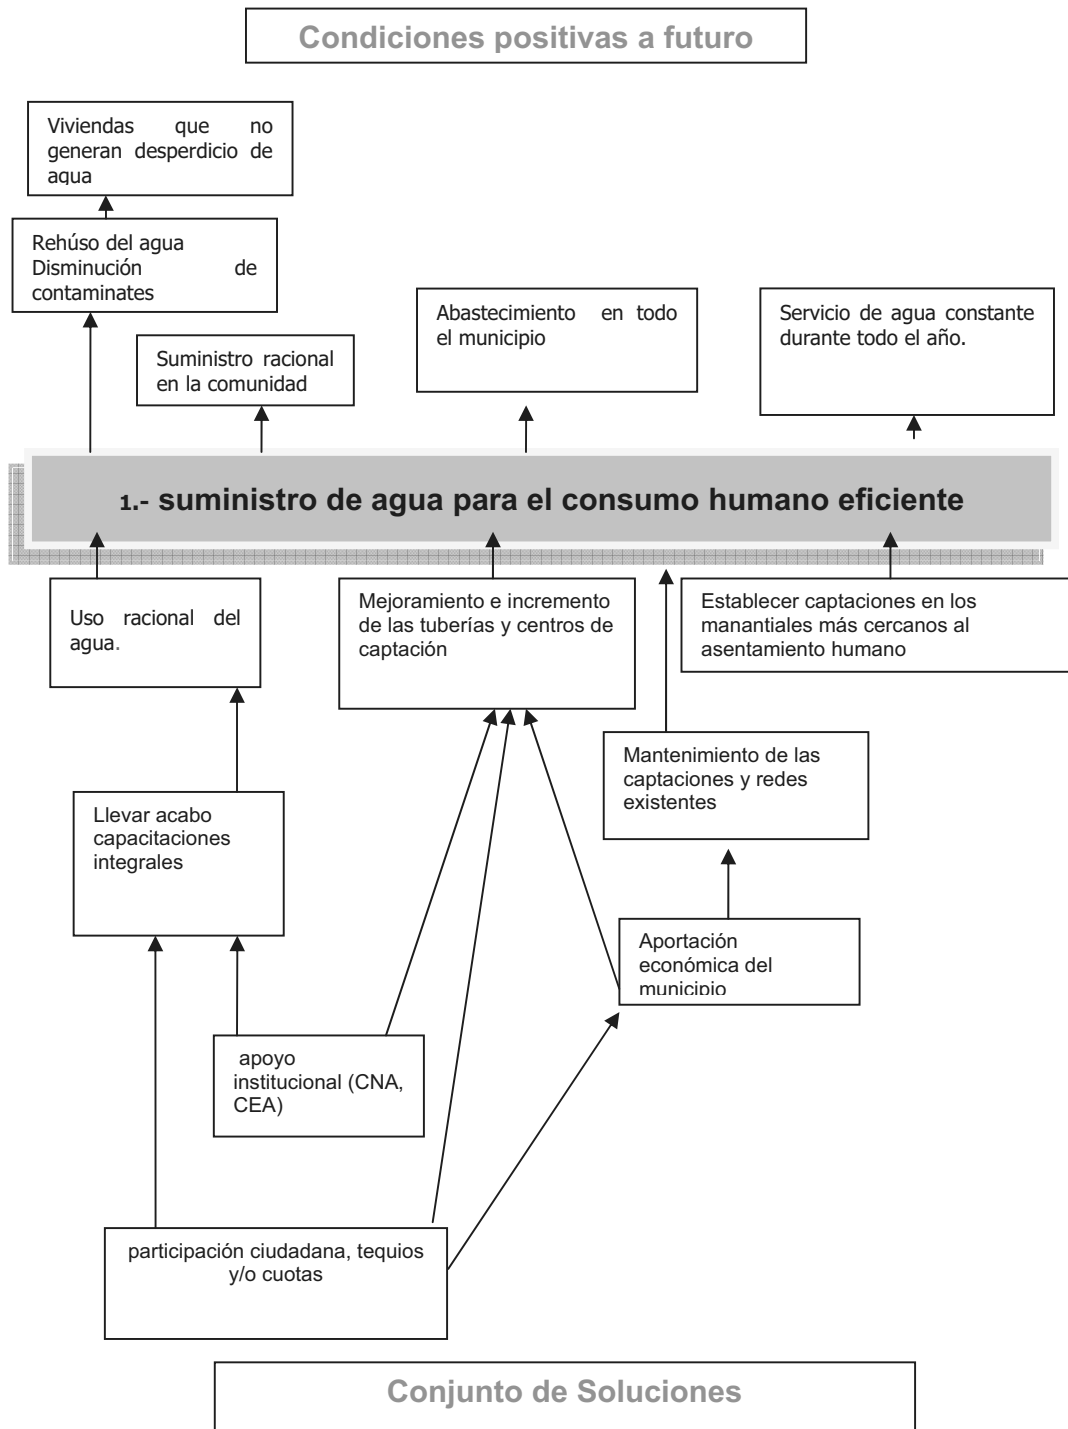 Condiciones positivas a futuro
Viviendas que no
generan desperdicio de
agua
Rehúso del agua
Disminución de
contaminates
Suministro racional
en la comunidad
Abastecimiento en todo
el municipio
Servicio de agua constante
durante todo el año.
1.- suministro de agua para el consumo humano eficiente
Uso racional del
agua.
Mejoramiento e incremento
de las tuberías y centros de
captación
Establecer captaciones en los
manantiales más cercanos al
asentamiento humano
Mantenimiento de las
captaciones y redes
existentes
Llevar acabo
capacitaciones
integrales
Aportación
económica del
municipio
apoyo
institucional (CNA,
CEA)
participación ciudadana, tequios
y/o cuotas
Conjunto de Soluciones